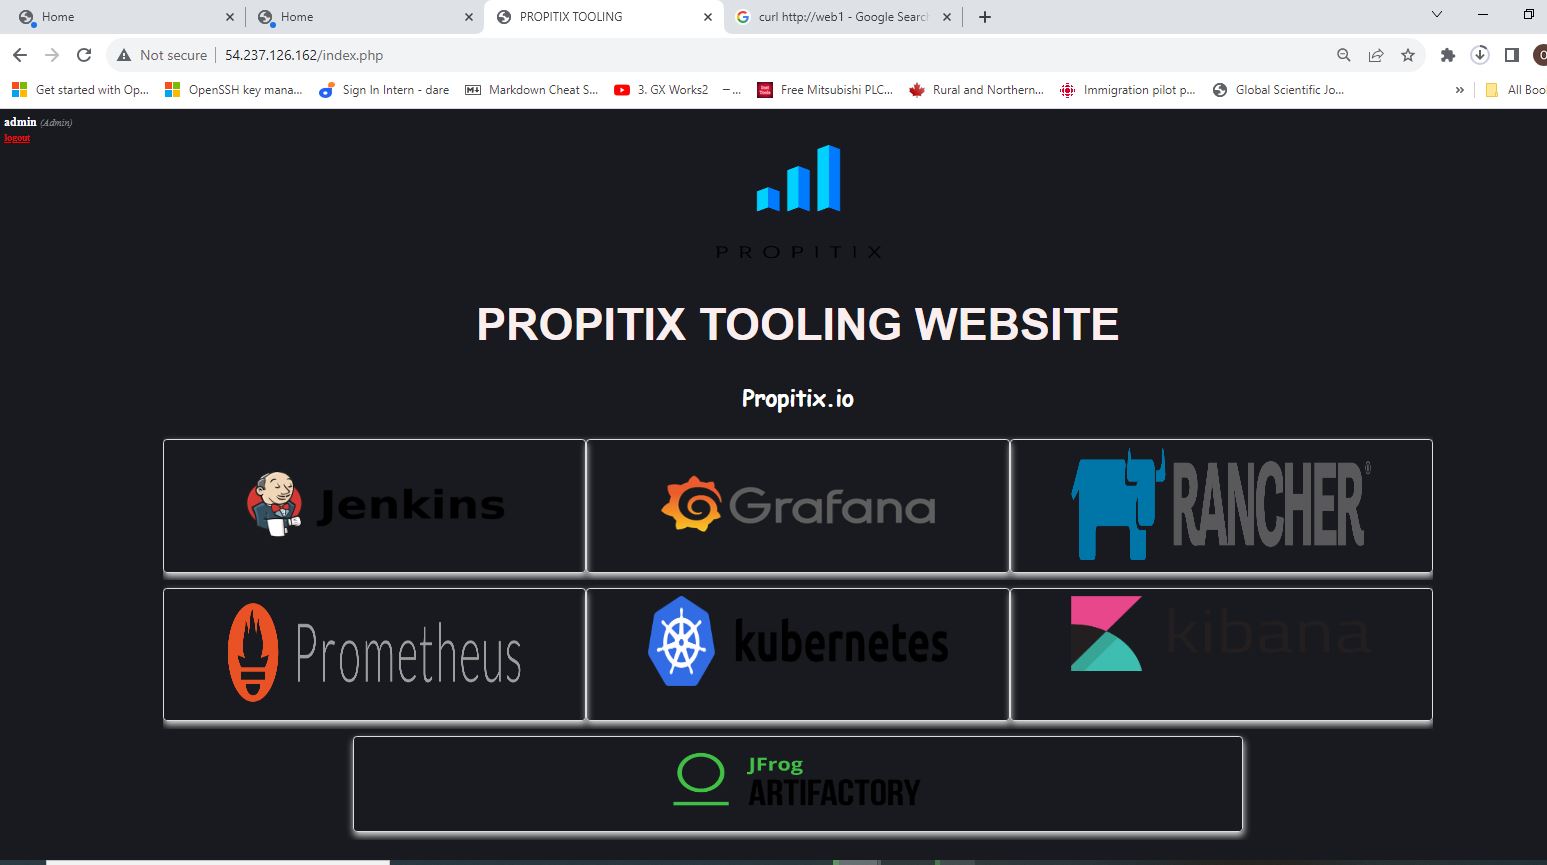 Home
Home
PROPITIX TOOLING
curl http://web1 - Google Search
Not secure
54.237.126.162/index.php
Get started with Op...
OpenSSH key mana...
Sign In Intern - dare
Markdown Cheat S...
3. GX Works2 – ...
Free Mitsubishi PLC...
Rural and Northern...
Immigration pilot p...
Global Scientific Jo...
»
All Boo
admin (Admin)
logout
PROPITIX
PROPITIX TOOLING WEBSITE
Propitix.io
Jenkins
Grafana
RANCHER®
Prometheus
kubernetes
kibana
JFrog
ARTIFACTORY